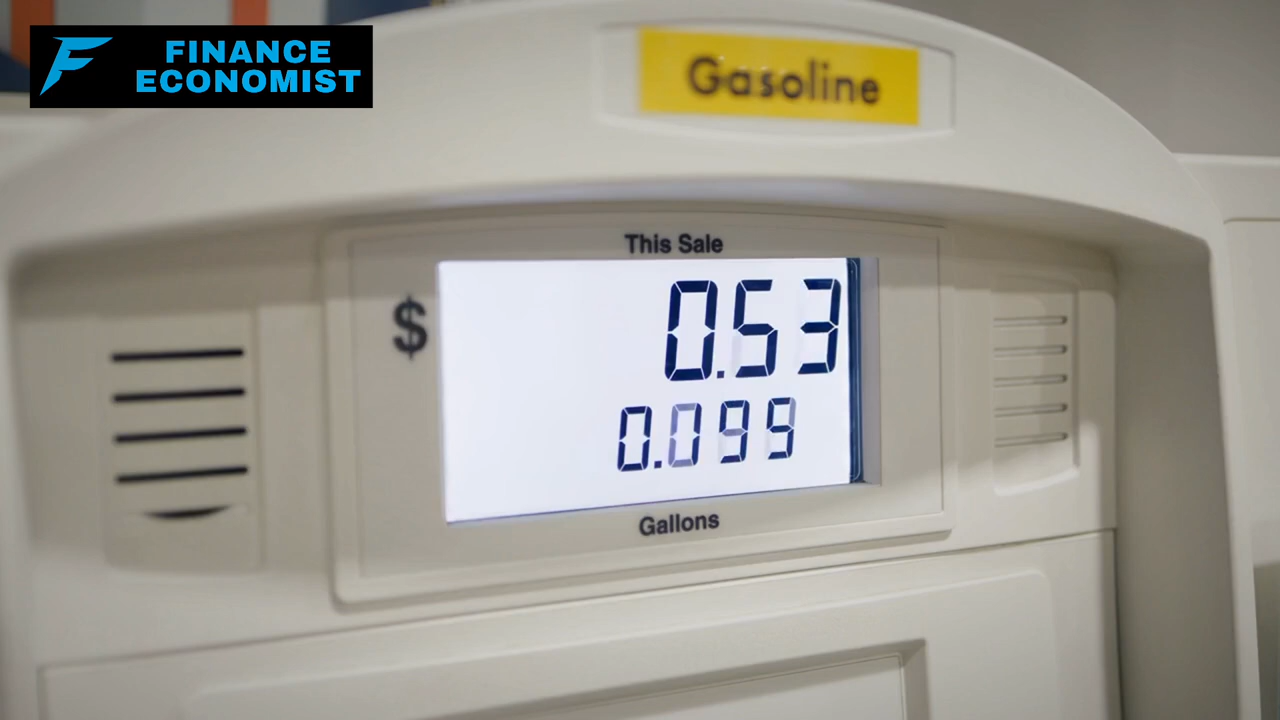 FINANCE
ECONOMIST
Gasoline
This Sale
$
0.53
0.099
Gallons